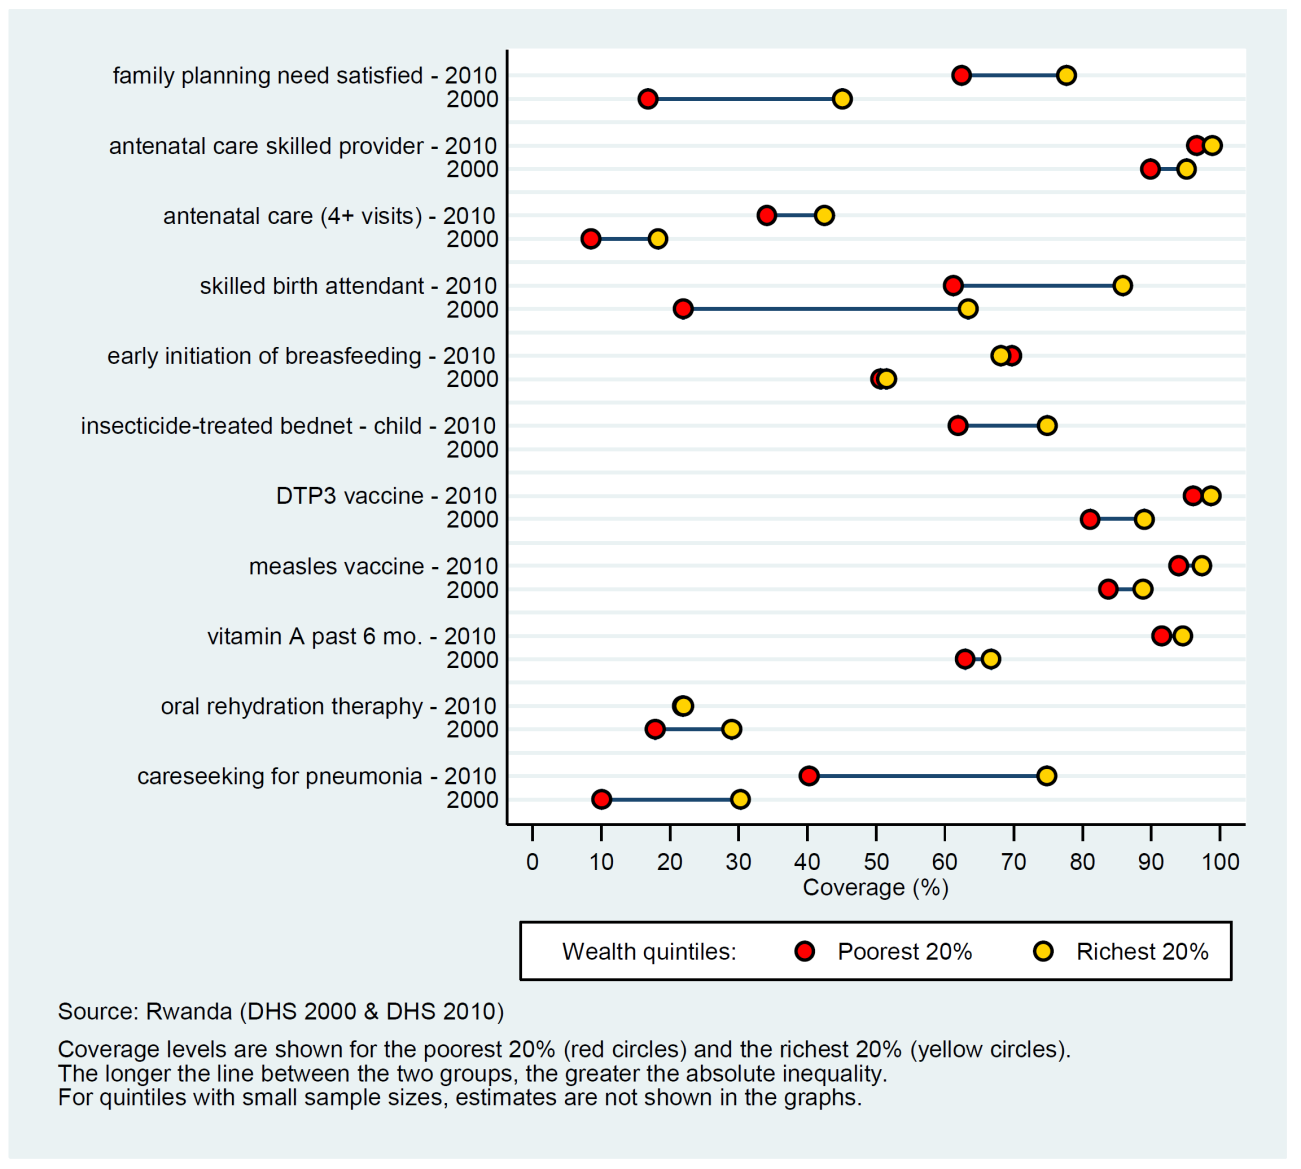 family planning need satisfied - 2010
2000
antenatal care skilled provider - 2010
2000
antenatal care (4+ visits) - 2010
2000
skilled birth attendant - 2010
2000
early initiation of breasfeeding - 2010
2000
insecticide-treated bednet - child - 2010
2000
DTP3 vaccine - 2010
2000
measles vaccine - 2010
2000
vitamin A past 6 mo. - 2010
2000
oral rehydration theraphy - 2010
2000
careseeking for pneumonia - 2010
2000
0 10 20 30 40 50 60 70 80 90 100
Coverage (%)
Wealth quintiles: Poorest 20% Richest 20%
Source: Rwanda (DHS 2000 & DHS 2010)
Coverage levels are shown for the poorest 20% (red circles) and the richest 20% (yellow circles).
The longer the line between the two groups, the greater the absolute inequality.
For quintiles with small sample sizes, estimates are not shown in the graphs.